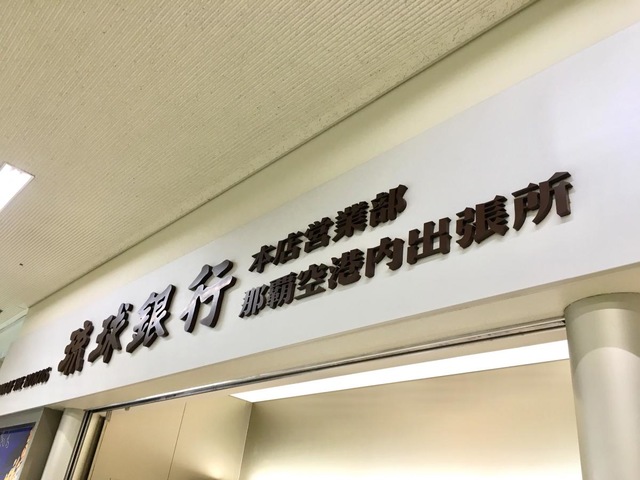 琉球銀行
本店営業部
那覇空港内出張所